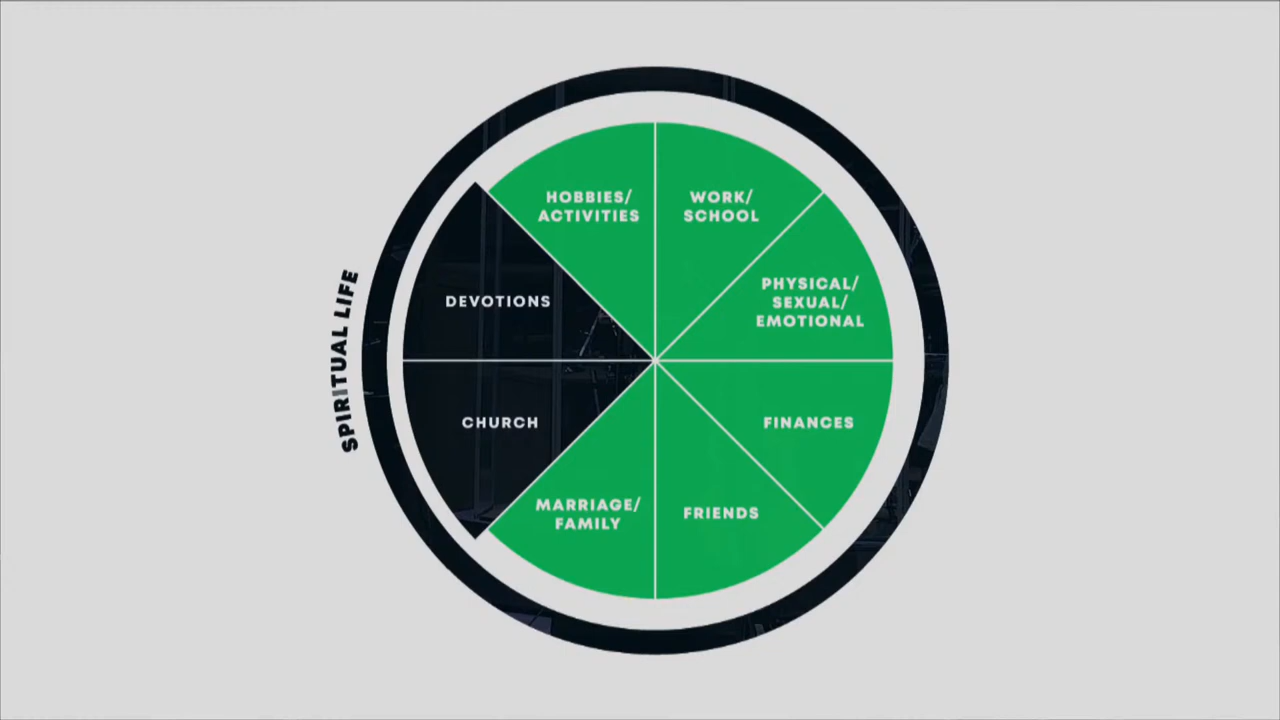 HOBBIES/
ACTIVITIES
WORK/
SCHOOL
PHYSICAL/
SEXUAL/
EMOTIONAL
DEVOTIONS
SPIRITUAL LIFE
CHURCH
FINANCES
MARRIAGE/
FAMILY
FRIENDS